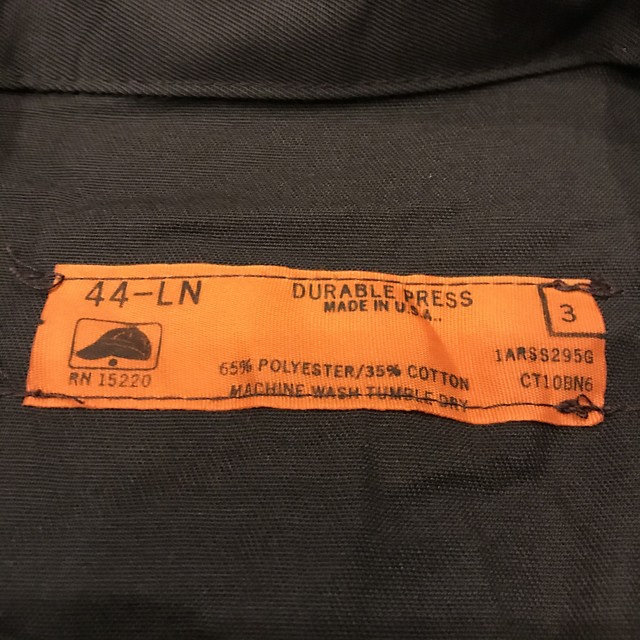 44-LN
DURABLE PRESS
MADE IN U.S.A..
3
RN 15220
65% POLYESTER/35% COTTON
MACHINE WASH TUMBLE DRY
1ARSS295G
CT10BN6